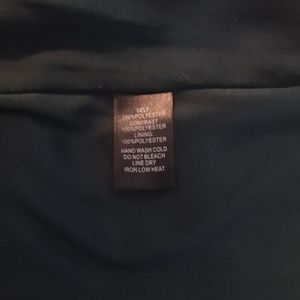 SELF:
100%POLYESTER
CONTRAST
100%POLYESTER
LINING:
100%POLYESTER
HAND WASH COLD
DO NOT BLEACH
LINE DRY
IRON LOW HEAT